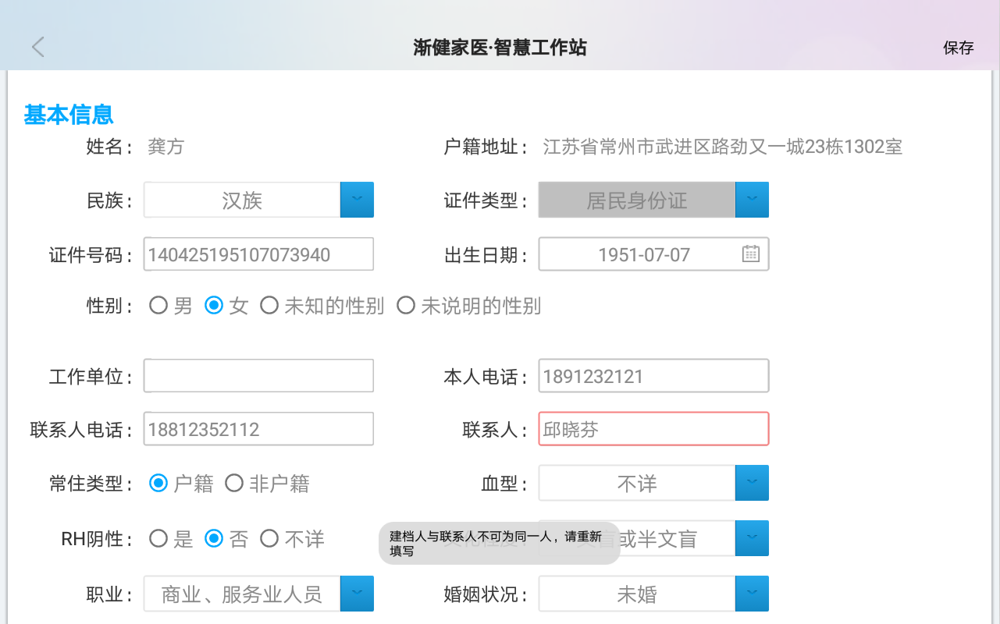 渐健家医·智慧工作站
保存
基本信息
姓名： 龚方 户籍地址： 江苏省常州市武进区路劲又一城23栋1302室
民族： 汉族 证件类型： 居民身份证
证件号码： 140425195107073940 出生日期： 1951-07-07
性别： 男 女 未知的性别 未说明的性别
工作单位： 本人电话： 1891232121
联系人电话： 18812352112 联系人： 邱晓芬
常住类型： 户籍 非户籍 血型： 不详
RH阴性： 是 否 不详 文化程度： 文盲或半文盲
建档人与联系人不可为同一人，请重新
填写
职业： 商业、服务业人员 婚姻状况： 未婚